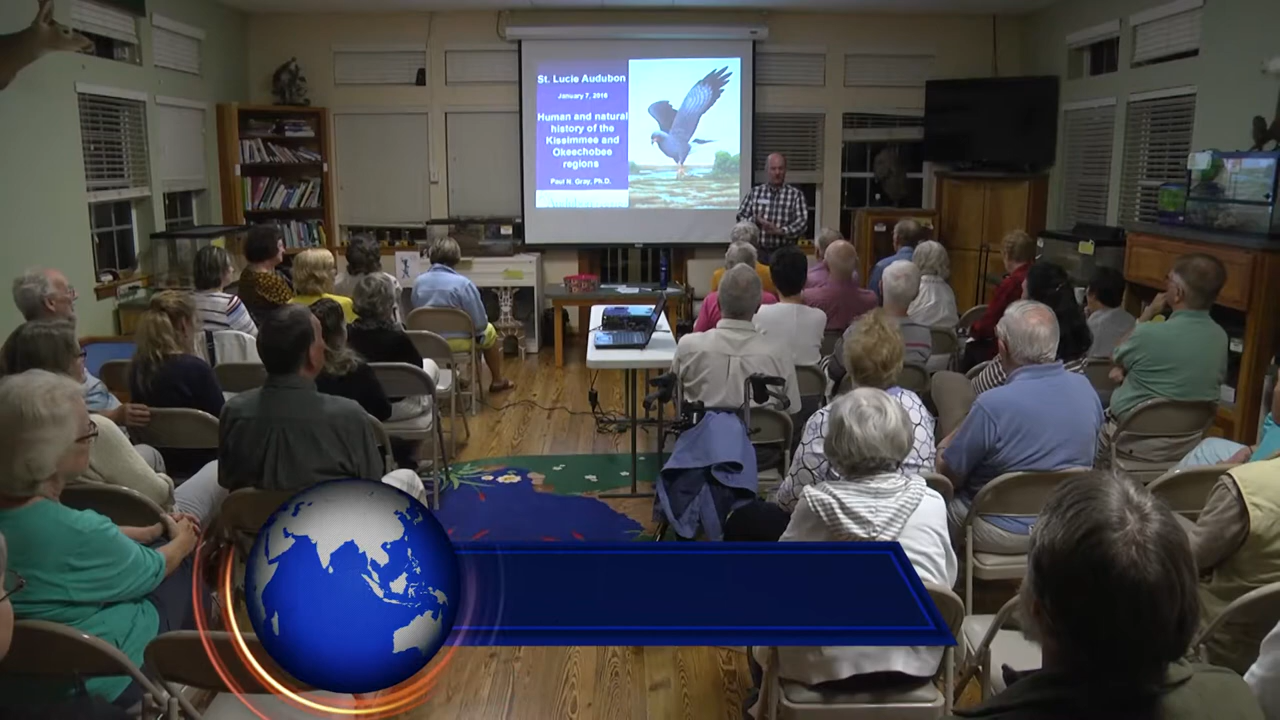 St. Lucie Audubon
January 7, 2016
Human and natural
history of the
Kissimmee and
Okeechobee
regions
Paul N. Gray, Ph.D.